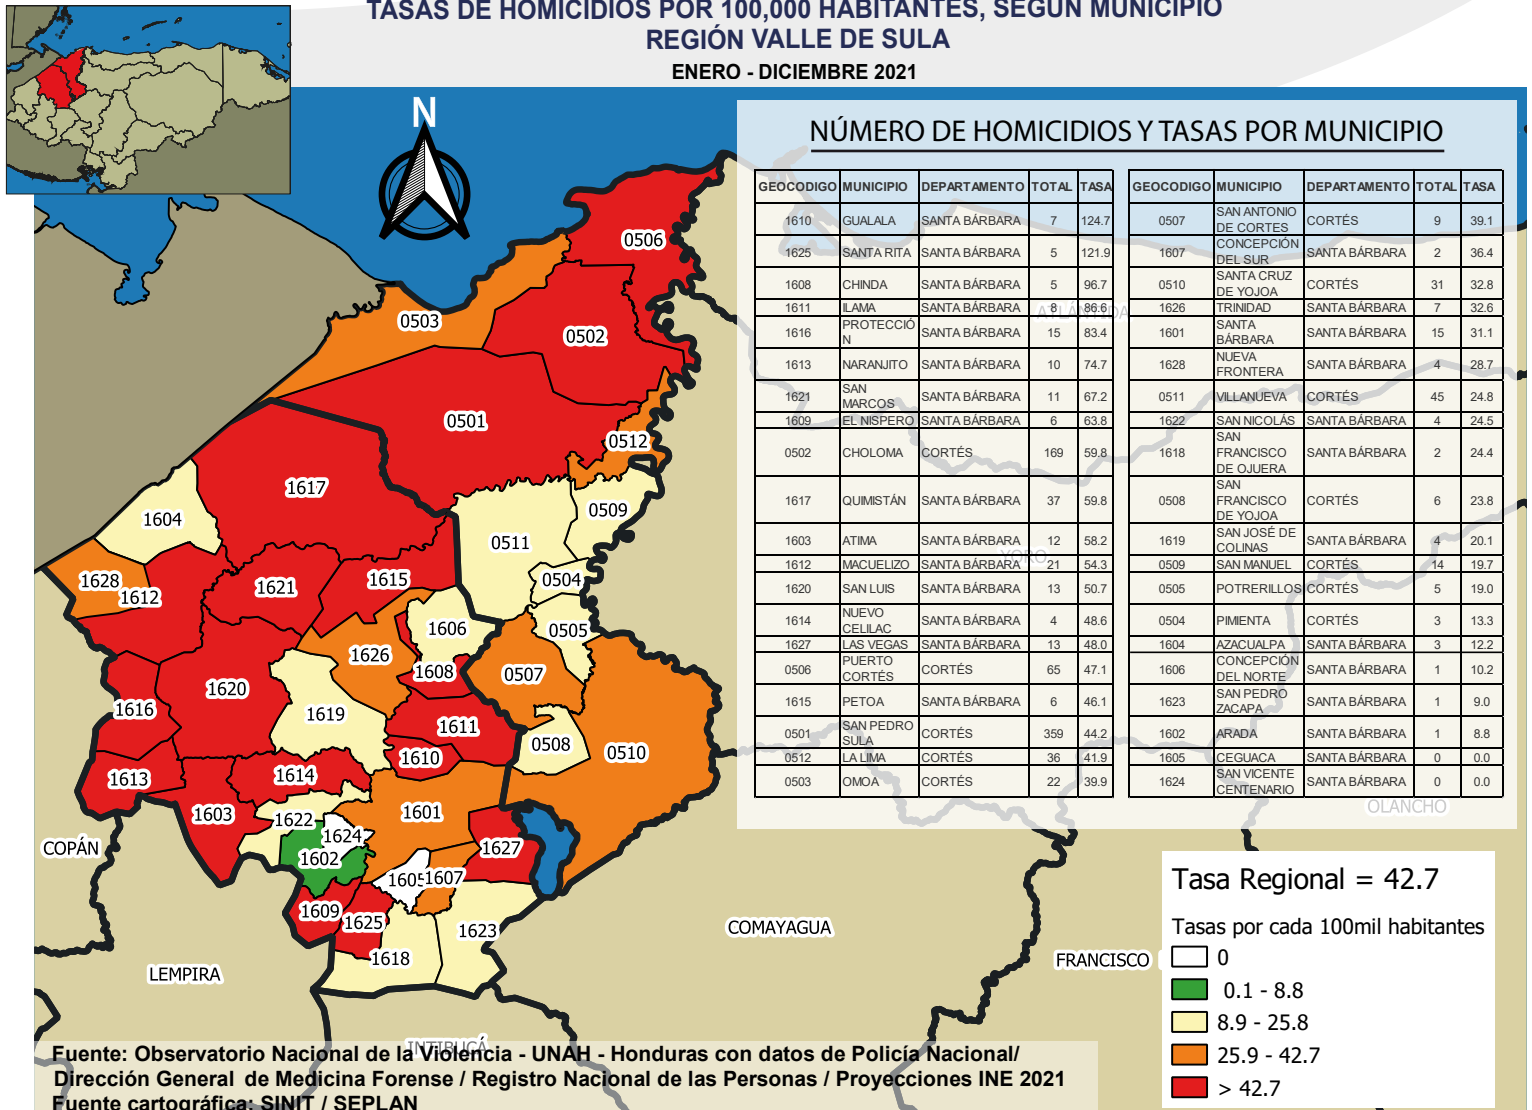 TASAS DE HOMICIDIOS POR 100,000 HABITANTES, SEGÚN MUNICIPIO
REGIÓN VALLE DE SULA
ENERO - DICIEMBRE 2021
N
NÚMERO DE HOMICIDIOS Y TASAS POR MUNICIPIO
GEOCODIGO MUNICIPIO DEPARTAMENTO TOTAL TASA
1610 GUALALA SANTA BÁRBARA 7 124.7
1625 SANTA RITA SANTA BÁRBARA 5 121.9
1608 CHINDA SANTA BÁRBARA 5 96.7
1611 ILAMA SANTA BÁRBARA 8 86.6
1616 PROTECCIÓ
N SANTA BÁRBARA 15 83.4
1613 NARANJITO SANTA BÁRBARA 10 74.7
1621 SAN
MARCOS SANTA BÁRBARA 11 67.2
1609 EL NISPERO SANTA BÁRBARA 6 63.8
0502 CHOLOMA CORTÉS 169 59.8
1617 QUIMISTÁN SANTA BÁRBARA 37 59.8
1603 ATIMA SANTA BÁRBARA 12 58.2
1612 MACUELIZO SANTA BÁRBARA 21 54.3
1620 SAN LUIS SANTA BÁRBARA 13 50.7
1614 NUEVO
CELILAC SANTA BÁRBARA 4 48.6
1627 LAS VEGAS SANTA BÁRBARA 13 48.0
0506 PUERTO
CORTÉS CORTÉS 65 47.1
1615 PETOA SANTA BÁRBARA 6 46.1
0501 SAN PEDRO
SULA CORTÉS 359 44.2
0512 LA LIMA CORTÉS 36 41.9
0503 OMOA CORTÉS 22 39.9
GEOCODIGO MUNICIPIO DEPARTAMENTO TOTAL TASA
0507 SAN ANTONIO
DE CORTES CORTÉS 9 39.1
1607 CONCEPCIÓN
DEL SUR SANTA BÁRBARA 2 36.4
0510 SANTA CRUZ
DE YOJOA CORTÉS 31 32.8
1626 TRINIDAD SANTA BÁRBARA 7 32.6
1601 SANTA
BÁRBARA SANTA BÁRBARA 15 31.1
1628 NUEVA
FRONTERA SANTA BÁRBARA 4 28.7
0511 VILLANUEVA CORTÉS 45 24.8
1622 SAN NICOLÁS SANTA BÁRBARA 4 24.5
1618 SAN
FRANCISCO
DE OJUERA SANTA BÁRBARA 2 24.4
0508 SAN
FRANCISCO
DE YOJOA CORTÉS 6 23.8
1619 SAN JOSÉ DE
COLINAS SANTA BÁRBARA 4 20.1
0509 SAN MANUEL CORTÉS 14 19.7
0505 POTRERILLOS CORTÉS 5 19.0
0504 PIMIENTA CORTÉS 3 13.3
1604 AZACUALPA SANTA BÁRBARA 3 12.2
1606 CONCEPCIÓN
DEL NORTE SANTA BÁRBARA 1 10.2
1623 SAN PEDRO
ZACAPA SANTA BÁRBARA 1 9.0
1602 ARADA SANTA BÁRBARA 1 8.8
1605 CEGUACA SANTA BÁRBARA 0 0.0
1624 SAN VICENTE
CENTENARIO SANTA BÁRBARA 0 0.0
ATLÁNTIDA
YORO
OLANCHO
0506
0503
0502
0501
0512
1617
0509
1604
0511
1628
1612
1621
1615
0504
1606
0505
1626
1608
0507
1620
1616
1619
1611
0508
0510
1610
1613
1614
1603
1622
1601
1624
1602
1627
1605
1607
1609
1625
1623
1618
COPÁN
LEMPIRA
INTIBUCÁ
COMAYAGUA
FRANCISCO
Tasa Regional = 42.7
Tasas por cada 100mil habitantes
0
0.1 - 8.8
8.9 - 25.8
25.9 - 42.7
> 42.7
Fuente: Observatorio Nacional de la Violencia - UNAH - Honduras con datos de Policía Nacional/
Dirección General de Medicina Forense / Registro Nacional de las Personas / Proyecciones INE 2021
Fuente cartográfica: SINIT / SEPLAN